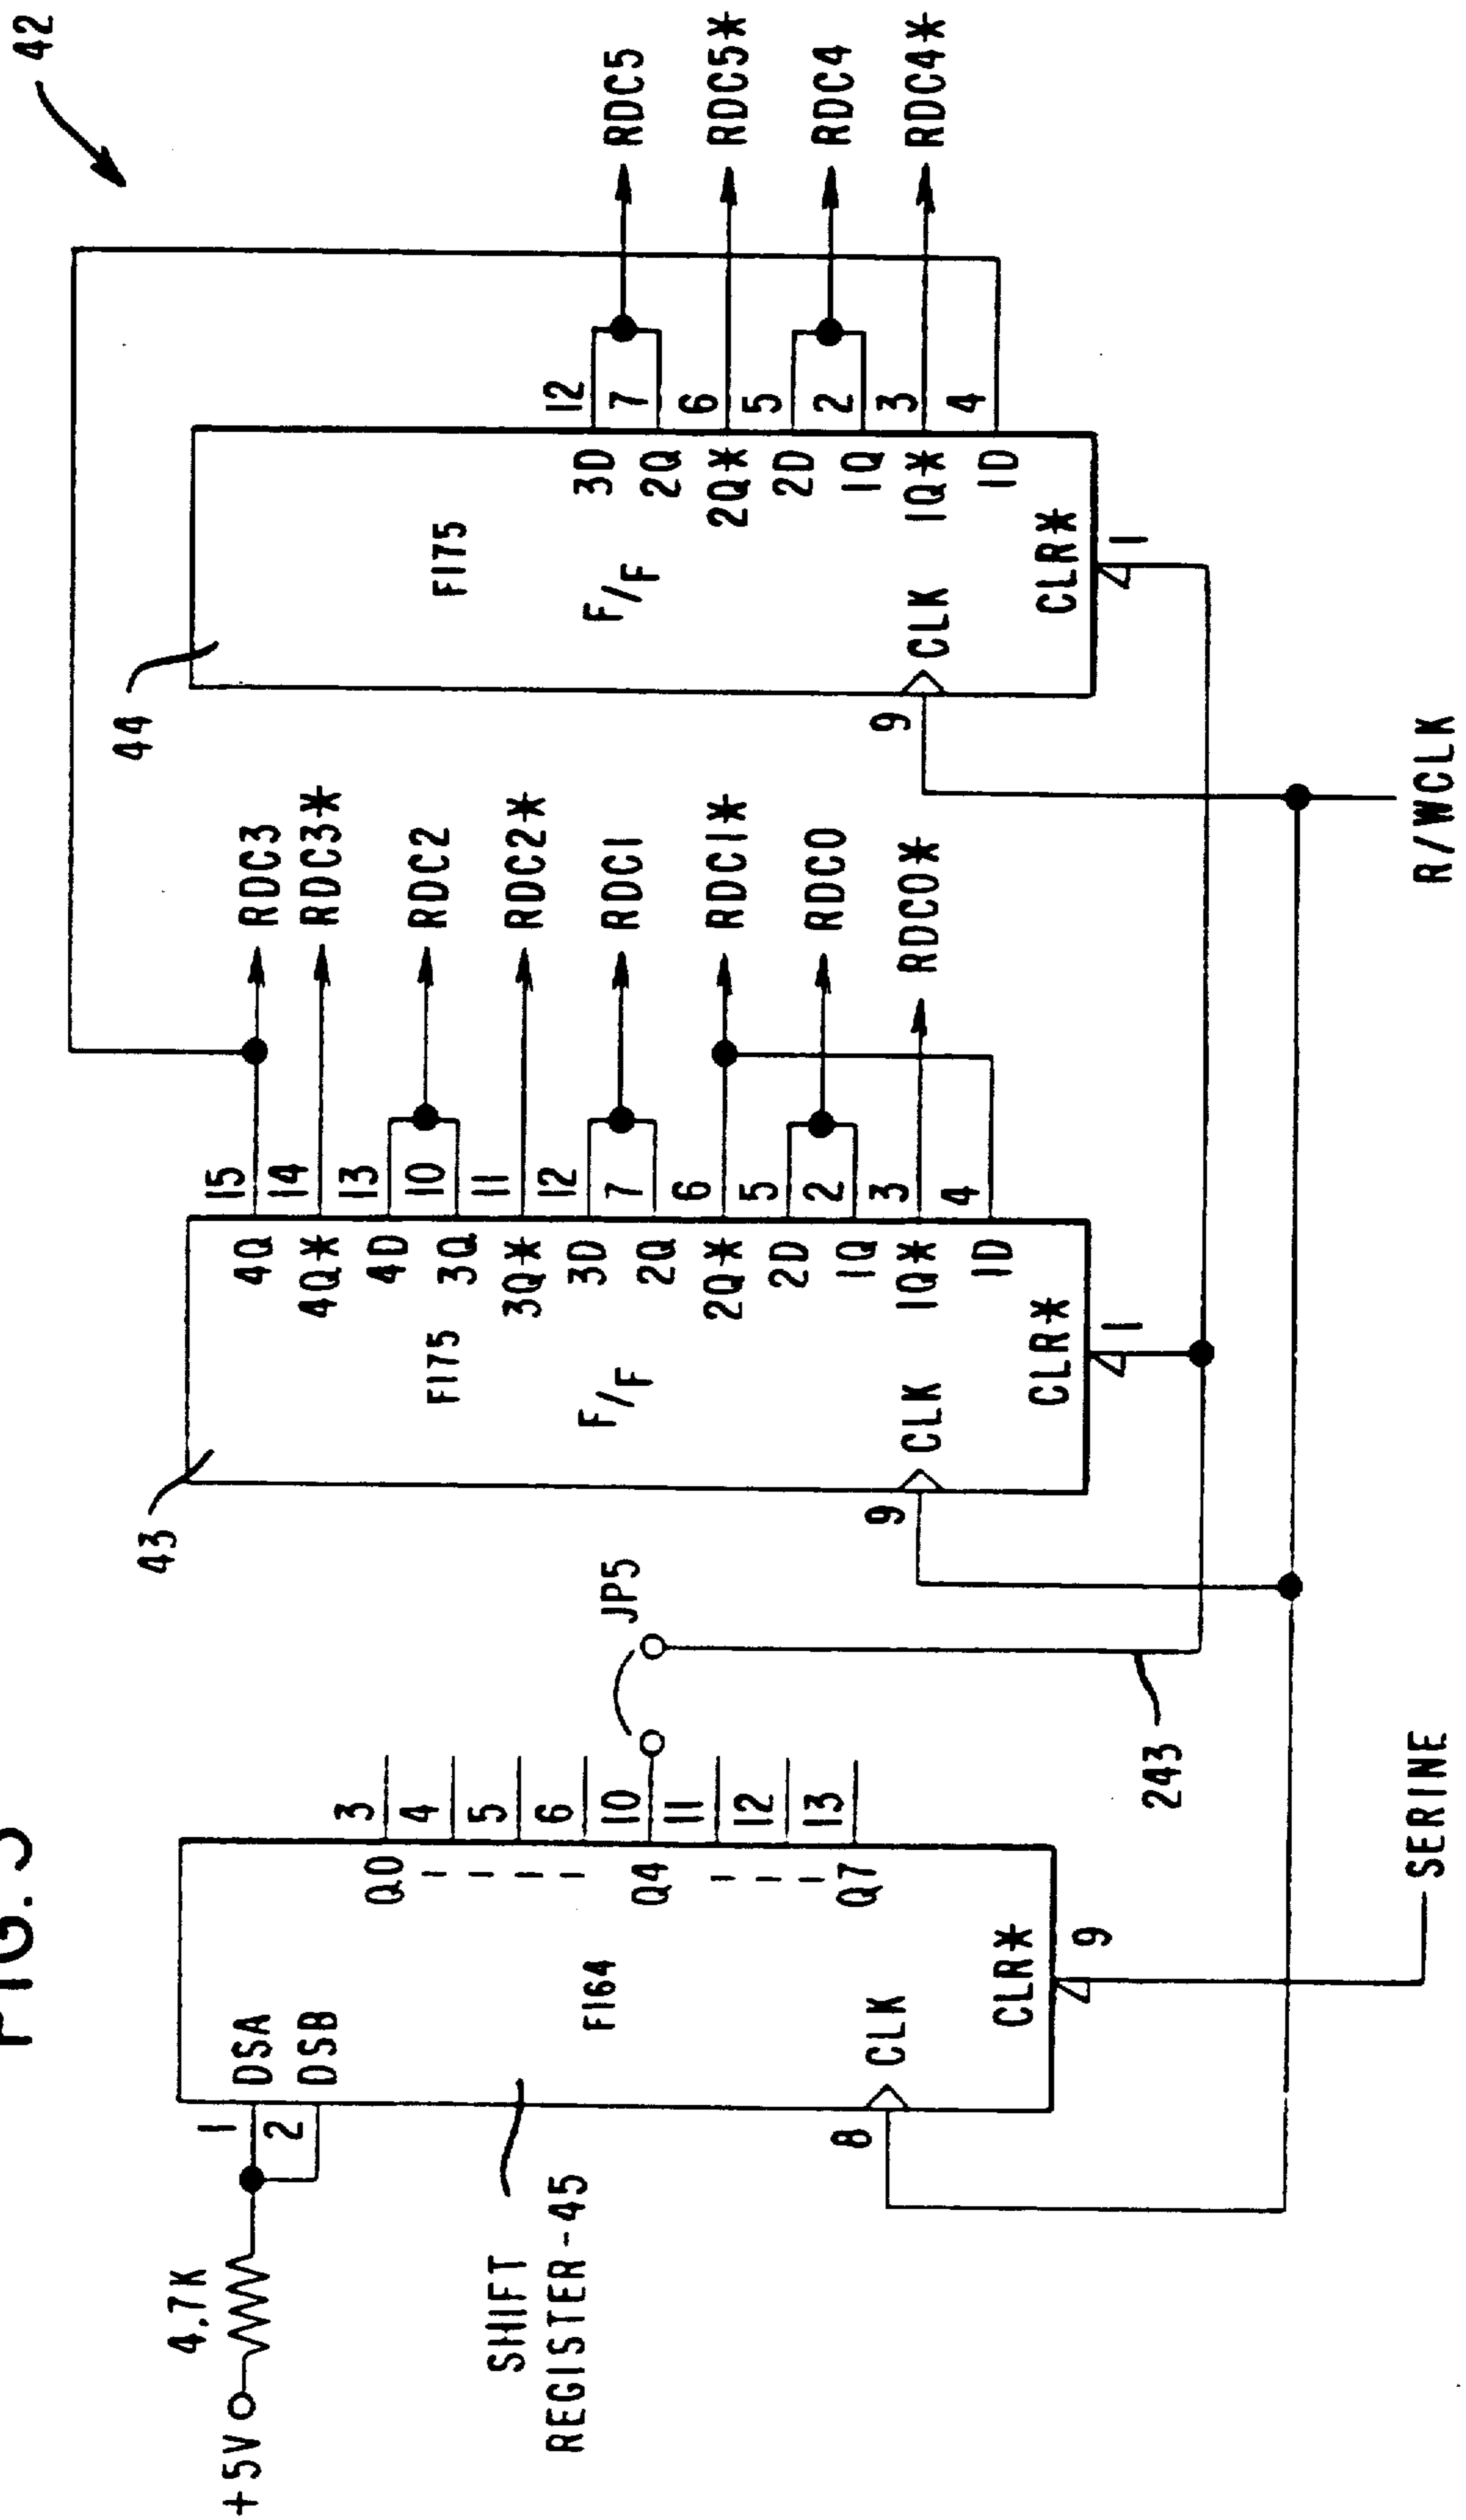 FIG. 5
42
+5V
4.7K
1
2
DSA
DSB
F164
SHIFT
REGISTER-45
8
CLK
CLR*
9
Q0
Q4
Q7
3
4
5
6
10
11
12
13
JP5
243
SERINE
43
F175
F/F
9
CLK
CLR*
1
4Q
4Q*
4D
3Q
3Q*
3D
2Q
2Q*
2D
1Q
1Q*
1D
15
14
13
10
11
12
7
6
5
2
3
4
RDC3
RDC3*
RDC2
RDC2*
RDC1
RDC1*
RDC0
RDC0*
44
F175
F/F
9
CLK
CLR*
1
3D
2Q
2Q*
2D
1Q
1Q*
1D
12
7
6
5
2
3
4
RDC5
RDC5*
RDC4
RDC4*
R/WCLK